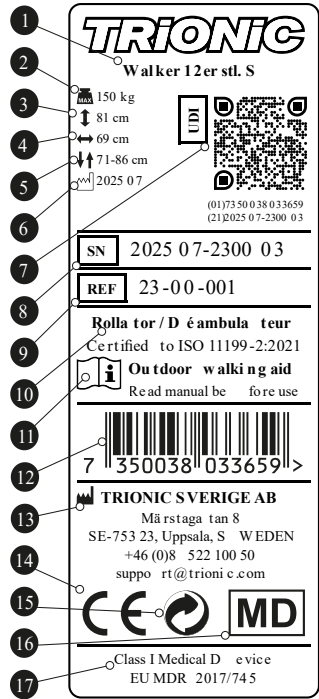 1
TRIONIC
Walker 12er stl. S
2
MAX 150 kg
3
81 cm
4
69 cm
5
71-86 cm
6
2025 07
UDI
(01)7350038033659
(21)202507-2300 03
7
SN 2025 07-2300 03
8
REF 23-00-001
9
Rollator / Déambulateur
10
Certified to ISO 11199-2:2021
Outdoor walking aid
Read manual before use
11
12
7 350038 033659 >
13
TRIONIC SVERIGE AB
Märstagatan 8
SE-753 23, Uppsala, SWEDEN
+46 (0)8 522 100 50
support@trionic.com
14
CE
15
MD
16
Class I Medical Device
17
EU MDR 2017/745